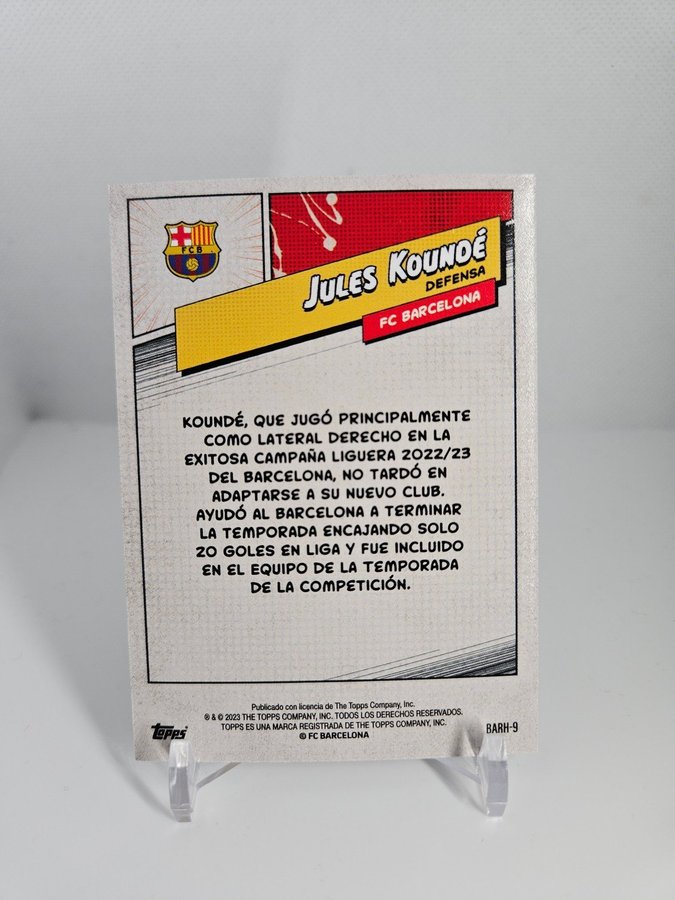 FCB
JULES KOUNDÉ
DEFENSA
FC BARCELONA
KOUNDÉ, QUE JUGÓ PRINCIPALMENTE
COMO LATERAL DERECHO EN LA
EXITOSA CAMPAÑA LIGUERA 2022/23
DEL BARCELONA, NO TARDÓ EN
ADAPTARSE A SU NUEVO CLUB.
AYUDÓ AL BARCELONA A TERMINAR
LA TEMPORADA ENCAJANDO SOLO
20 GOLES EN LIGA Y FUE INCLUIDO
EN EL EQUIPO DE LA TEMPORADA
DE LA COMPETICIÓN.
Publicado con licencia de The Topps Company, Inc.
® & © 2023 THE TOPPS COMPANY, INC. TODOS LOS DERECHOS RESERVADOS.
TOPPS ES UNA MARCA REGISTRADA DE THE TOPPS COMPANY, INC.
© FC BARCELONA
Topps
BARH-9